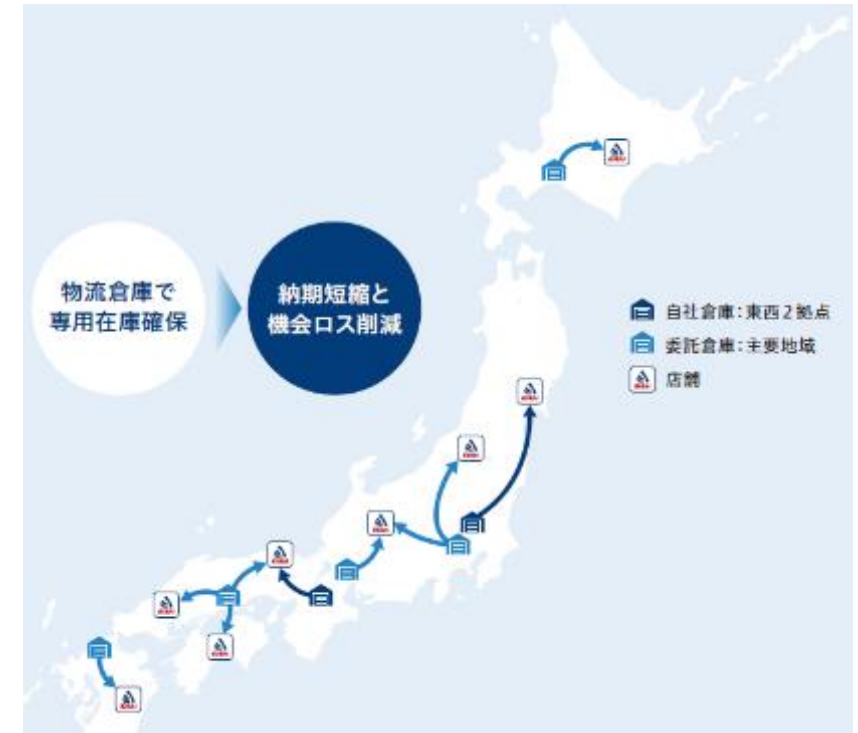 物流倉庫で
専用在庫確保
納期短縮と
機会ロス削減
自社倉庫：東西2拠点
委託倉庫：主要地域
店舗